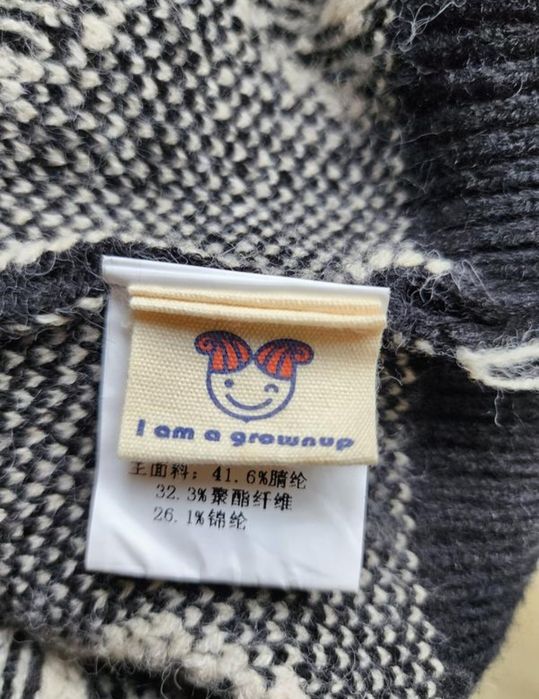 I am a grownup
主面料：41.6%腈纶
32.3%聚酯纤维
26.1%锦纶